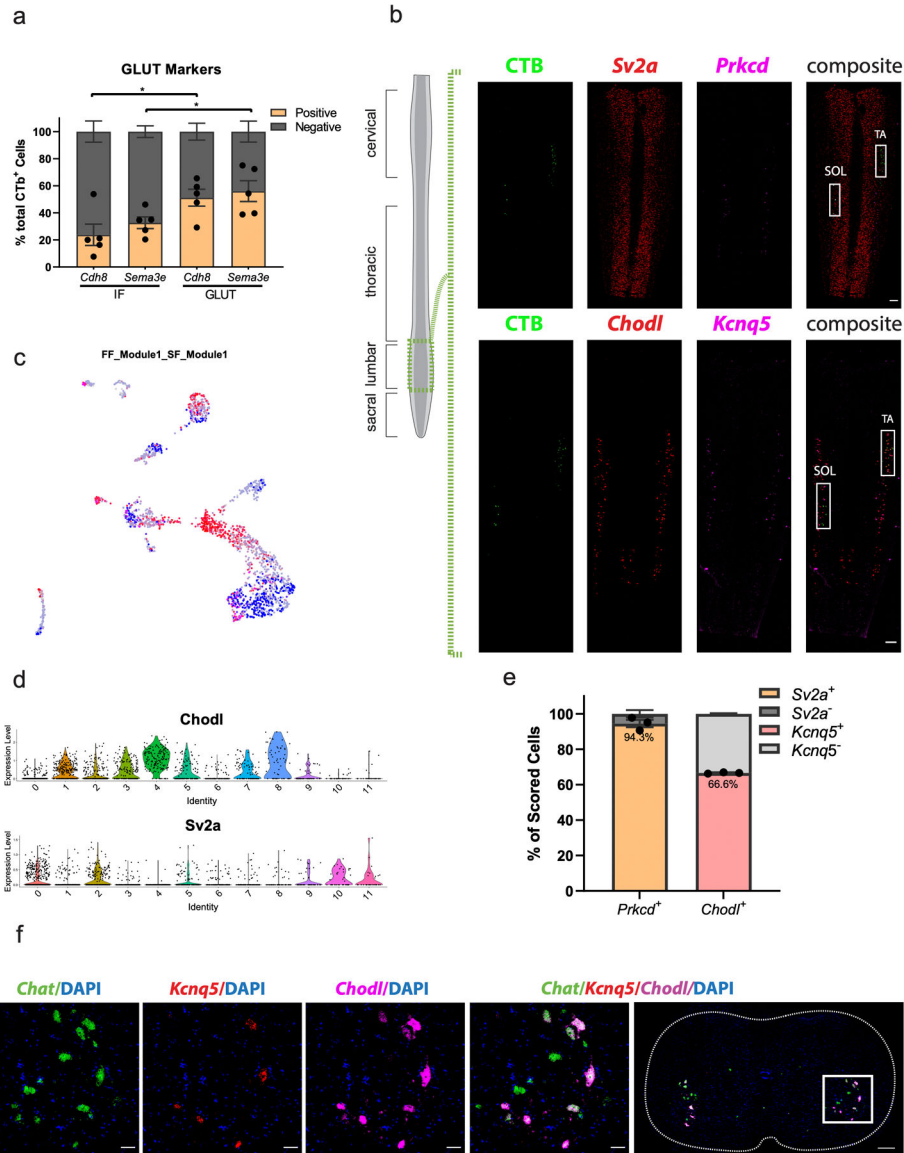 a
GLUT Markers
*
*
Positive
Negative
100
80
60
40
20
0
% total CTb+ Cells
Cdh8 Sema3e Cdh8 Sema3e
IF GLUT
b
cervical
thoracic
lumbar
sacral
CTB Sv2a Prkcd composite
SOL
TA
CTB Chodl Kcnq5 composite
SOL
TA
c
FF_Module1_SF_Module1
d
Chodl
Expression Level
0 1 2 3 4 5 6 7 8 9 10 11
Identity
Sv2a
Expression Level
0 1 2 3 4 5 6 7 8 9 10 11
Identity
e
100
80
60
40
20
0
% of Scored Cells
94.3%
66.6%
Prkcd+ Chodl+
Sv2a+
Sv2a-
Kcnq5+
Kcnq5-
f
Chat/DAPI Kcnq5/DAPI Chodl/DAPI Chat/Kcnq5/Chodl/DAPI